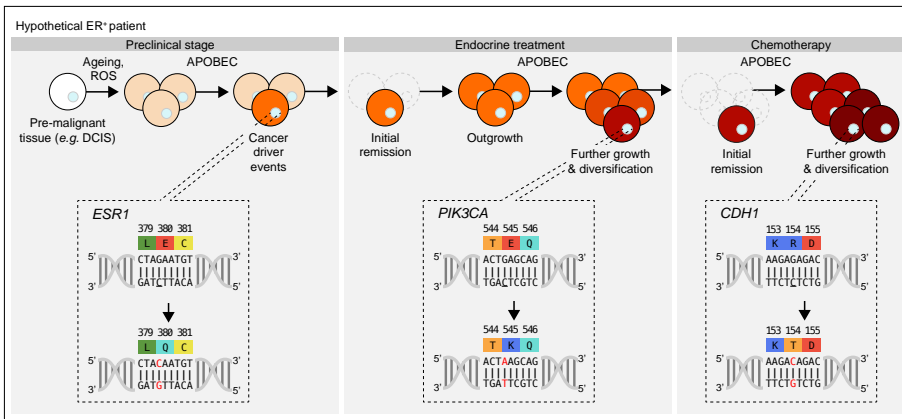 Hypothetical ER+ patient
Preclinical stage
Endocrine treatment
Chemotherapy
Ageing,
ROS
APOBEC
APOBEC
APOBEC
Pre-malignant
tissue (e.g. DCIS)
Cancer
driver
events
Initial
remission
Outgrowth
Further growth
& diversification
Initial
remission
Further growth
& diversification
ESR1
379 380 381
L E C
5' CTAGAATGT 3'
3' GATCTTACA 5'
379 380 381
L Q C
5' CTACAATGT 3'
3' GATGTTACA 5'
PIK3CA
544 545 546
T E Q
5' ACTGAGCAG 3'
3' TGACTCGTC 5'
544 545 546
T K Q
5' ACTAAGCAG 3'
3' TGATTCGTC 5'
CDH1
153 154 155
K R D
5' AAGAGAGAC 3'
3' TTCTCTCTG 5'
153 154 155
K T D
5' AAGACAGAC 3'
3' TTCTGTCTG 5'